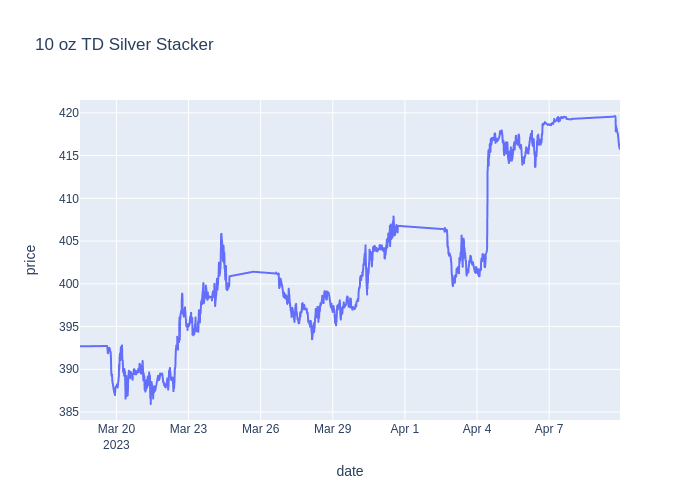 10 oz TD Silver Stacker
price
420
415
410
405
400
395
390
385
Mar 20
2023
Mar 23
Mar 26
Mar 29
Apr 1
Apr 4
Apr 7
date